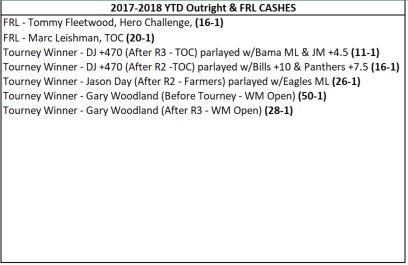 2017-2018 YTD Outright & FRL CASHES
FRL - Tommy Fleetwood, Hero Challenge, (16-1)
FRL - Marc Leishman, TOC (20-1)
Tourney Winner - DJ +470 (After R3 - TOC) parlayed w/Bama ML & JM +4.5 (11-1)
Tourney Winner - DJ +470 (After R2 -TOC) parlayed w/Bills +10 & Panthers +7.5 (16-1)
Tourney Winner - Jason Day (After R2 - Farmers) parlayed w/Eagles ML (26-1)
Tourney Winner - Gary Woodland (Before Tourney - WM Open) (50-1)
Tourney Winner - Gary Woodland (After R3 - WM Open) (28-1)